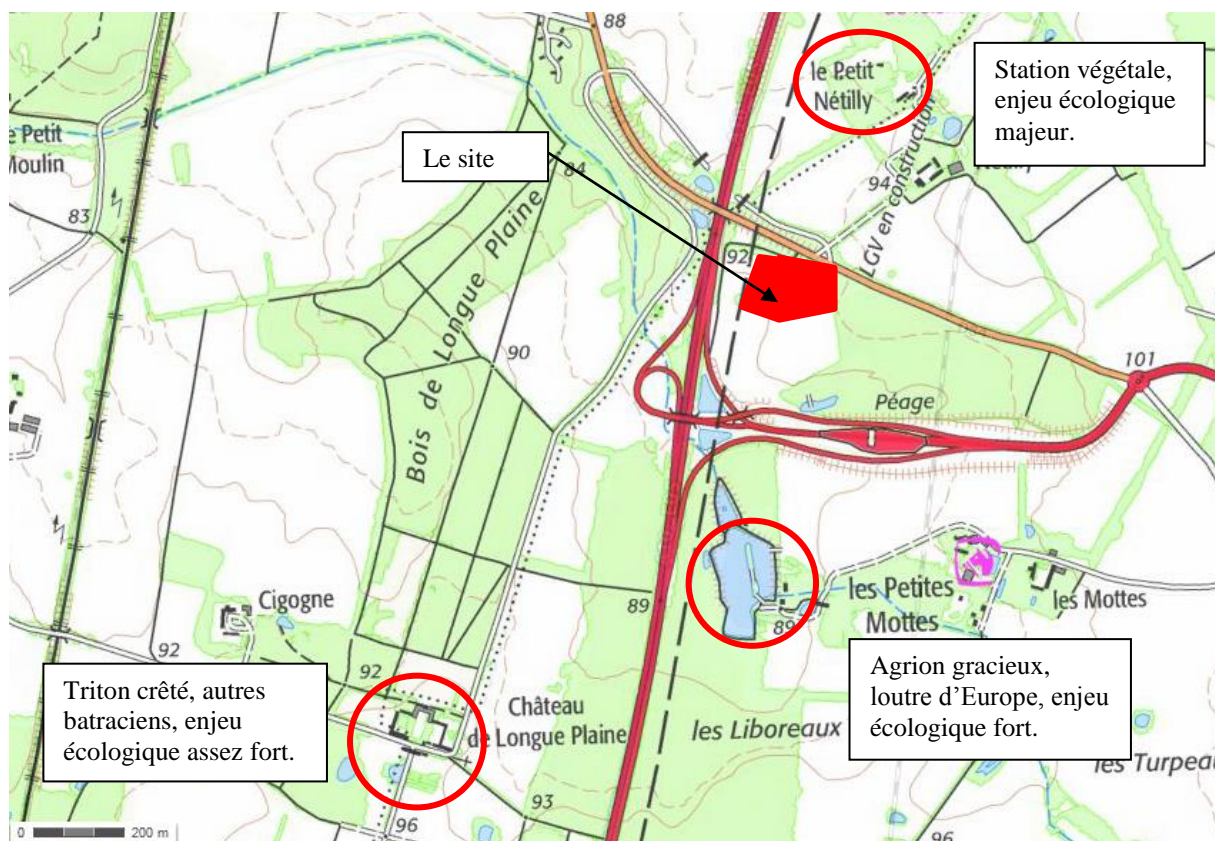 88
le Petit
Nétilly
Station végétale,
enjeu écologique
majeur.
Le site
Petit
Moulin
83
84
94
LGV en construction
92
Bois de Longue Plaine
90
101
Péage
Cigogne
92
92
89
89
les Petites
Mottes
les Mottes
Triton crêté, autres
batraciens, enjeu
écologique assez fort.
Château
de Longue Plaine
les Liboreaux
Agrion gracieux,
loutre d'Europe, enjeu
écologique fort.
les Turpeau
93
96
96
0 200 m